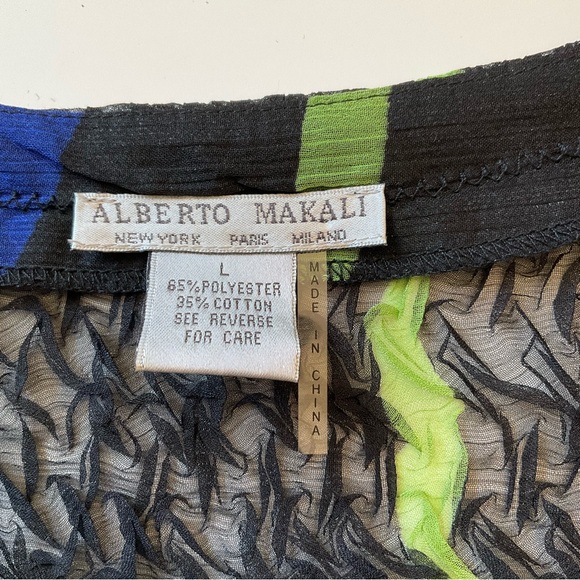 ALBERTO MAKALI
NEW YORK PARIS MILANO
L
65% POLYESTER
35% COTTON
SEE REVERSE
FOR CARE
MADE IN CHINA